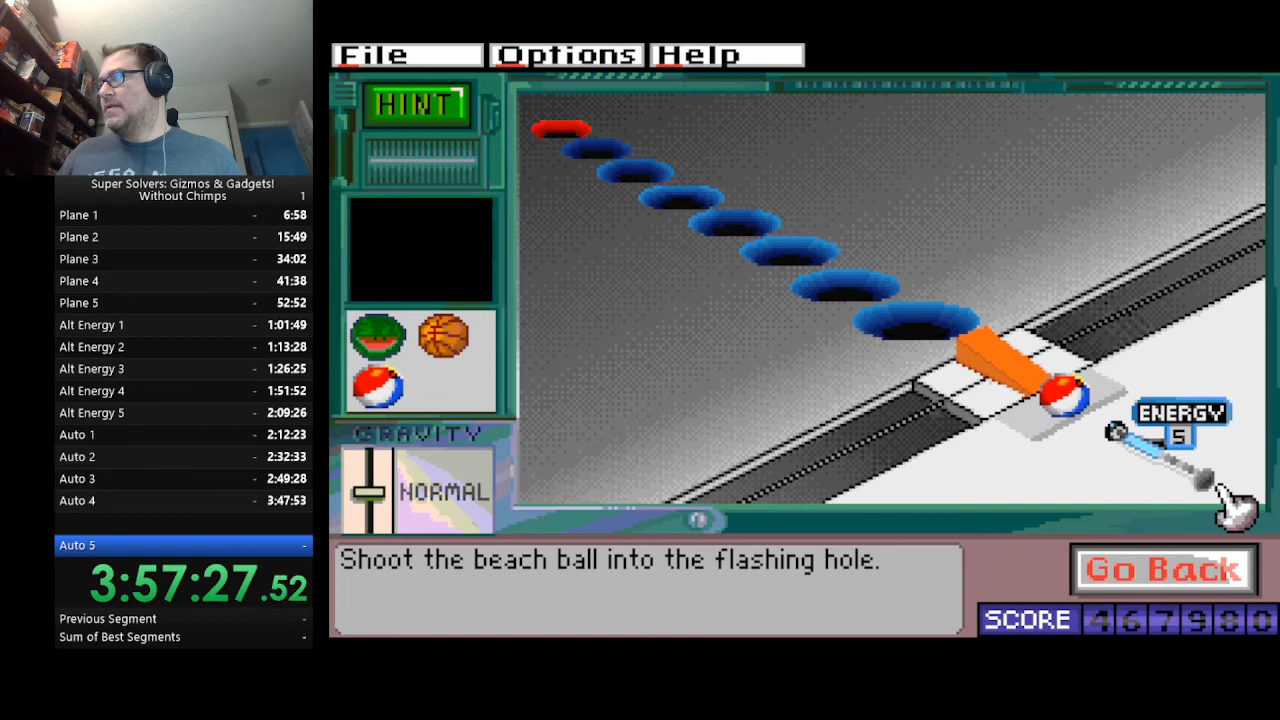 File Options Help
HINT
Super Solvers: Gizmos & Gadgets!
Without Chimps 1
Plane 1 - 6:58
Plane 2 - 15:49
Plane 3 - 34:02
Plane 4 - 41:38
Plane 5 - 52:52
Alt Energy 1 - 1:01:49
Alt Energy 2 - 1:13:28
Alt Energy 3 - 1:26:25
Alt Energy 4 - 1:51:52
Alt Energy 5 - 2:09:26
Auto 1 - 2:12:23
Auto 2 - 2:32:33
Auto 3 - 2:49:28
Auto 4 - 3:47:53
Auto 5 -
3:57:27.52
Previous Segment -
Sum of Best Segments -
ENERGY
5
GRAVITY
NORMAL
Shoot the beach ball into the flashing hole.
Go Back
SCORE 467980